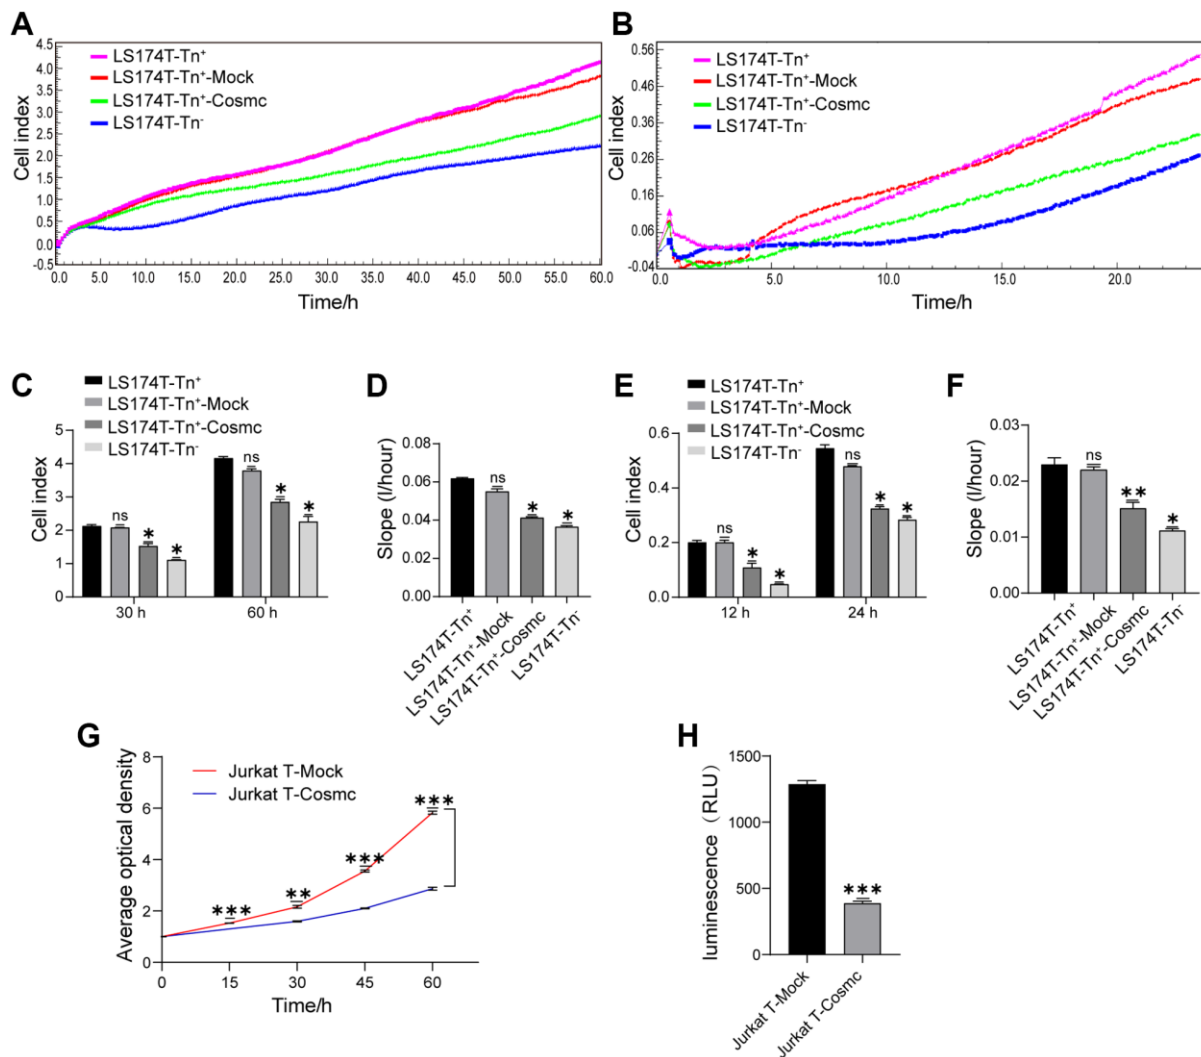 A
4.5
4.0
3.5
3.0
2.5
2.0
1.5
1.0
0.5
0.0
-0.5
Cell index
LS174T-Tn⁺
LS174T-Tn⁺-Mock
LS174T-Tn⁺-Cosmc
LS174T-Tn⁻
0.0 5.0 10.0 15.0 20.0 25.0 30.0 35.0 40.0 45.0 50.0 55.0 60.0
Time/h
B
0.56
0.46
0.36
0.26
0.16
0.06
-0.04
Cell index
LS174T-Tn⁺
LS174T-Tn⁺-Mock
LS174T-Tn⁺-Cosmc
LS174T-Tn⁻
0.0 5.0 10.0 15.0 20.0
Time/h
C
LS174T-Tn⁺
LS174T-Tn⁺-Mock
LS174T-Tn⁺-Cosmc
LS174T-Tn⁻
Cell index
5
4
3
2
1
0
ns * * ns * *
30 h 60 h
D
Slope (I/hour)
0.08
0.06
0.04
0.02
0.00
ns * *
LS174T-Tn⁺
LS174T-Tn⁺-Mock
LS174T-Tn⁺-Cosmc
LS174T-Tn⁻
E
LS174T-Tn⁺
LS174T-Tn⁺-Mock
LS174T-Tn⁺-Cosmc
LS174T-Tn⁻
Cell index
0.6
0.4
0.2
0.0
ns * * ns * *
12 h 24 h
F
Slope (I/hour)
0.03
0.02
0.01
0.00
ns ** *
LS174T-Tn⁺
LS174T-Tn⁺-Mock
LS174T-Tn⁺-Cosmc
LS174T-Tn⁻
G
Average optical density
8
6
4
2
0
Jurkat T-Mock
Jurkat T-Cosmc
*** ** *** ***
0 15 30 45 60
Time/h
H
luminescence（RLU）
1500
1300
500
0
***
Jurkat T-Mock
Jurkat T-Cosmc